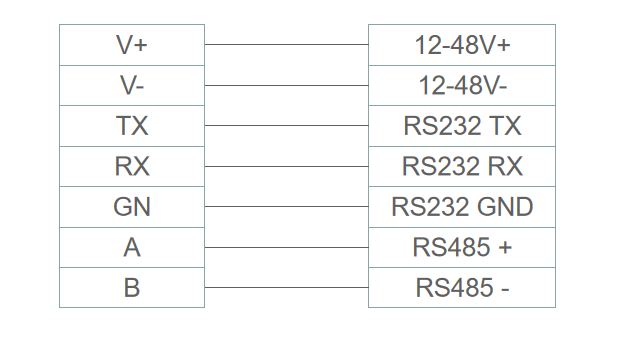 V+ 12-48V+
V- 12-48V-
TX RS232 TX
RX RS232 RX
GN RS232 GND
A RS485 +
B RS485 -